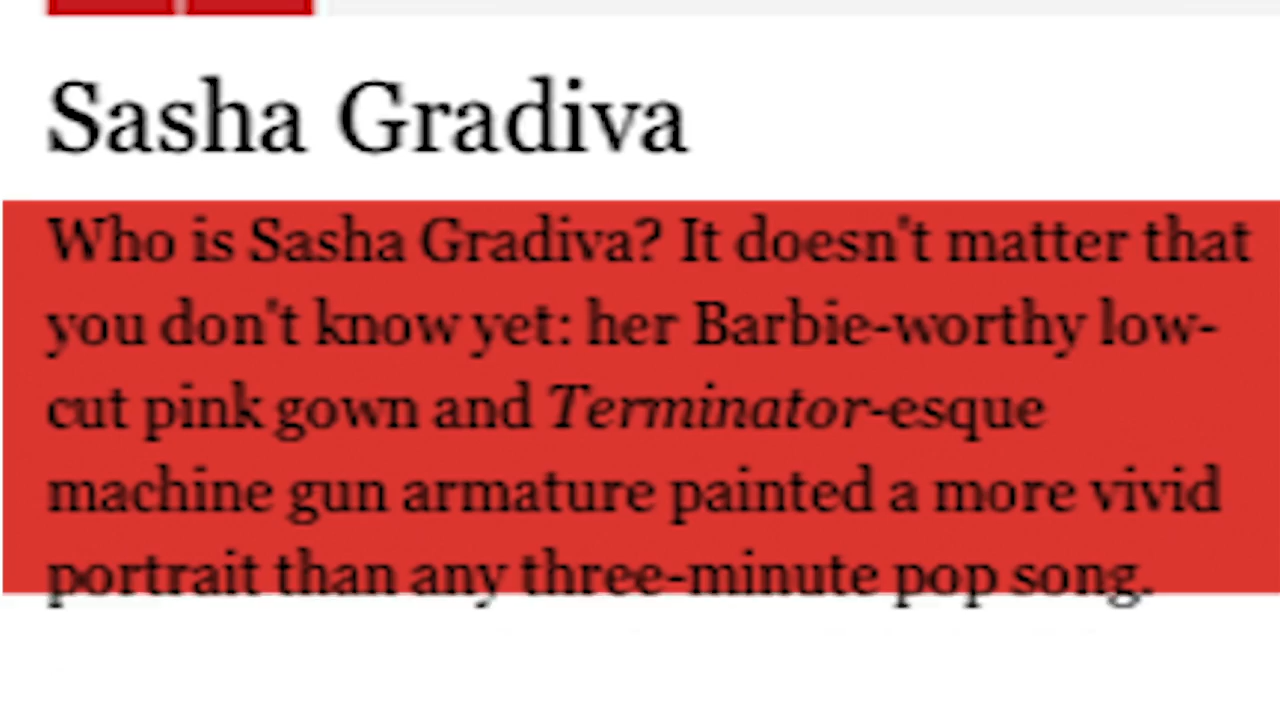 Sasha Gradiva
Who is Sasha Gradiva? It doesn't matter that
you don't know yet: her Barbie-worthy low-
cut pink gown and Terminator-esque
machine gun armature painted a more vivid
portrait than any three-minute pop song.